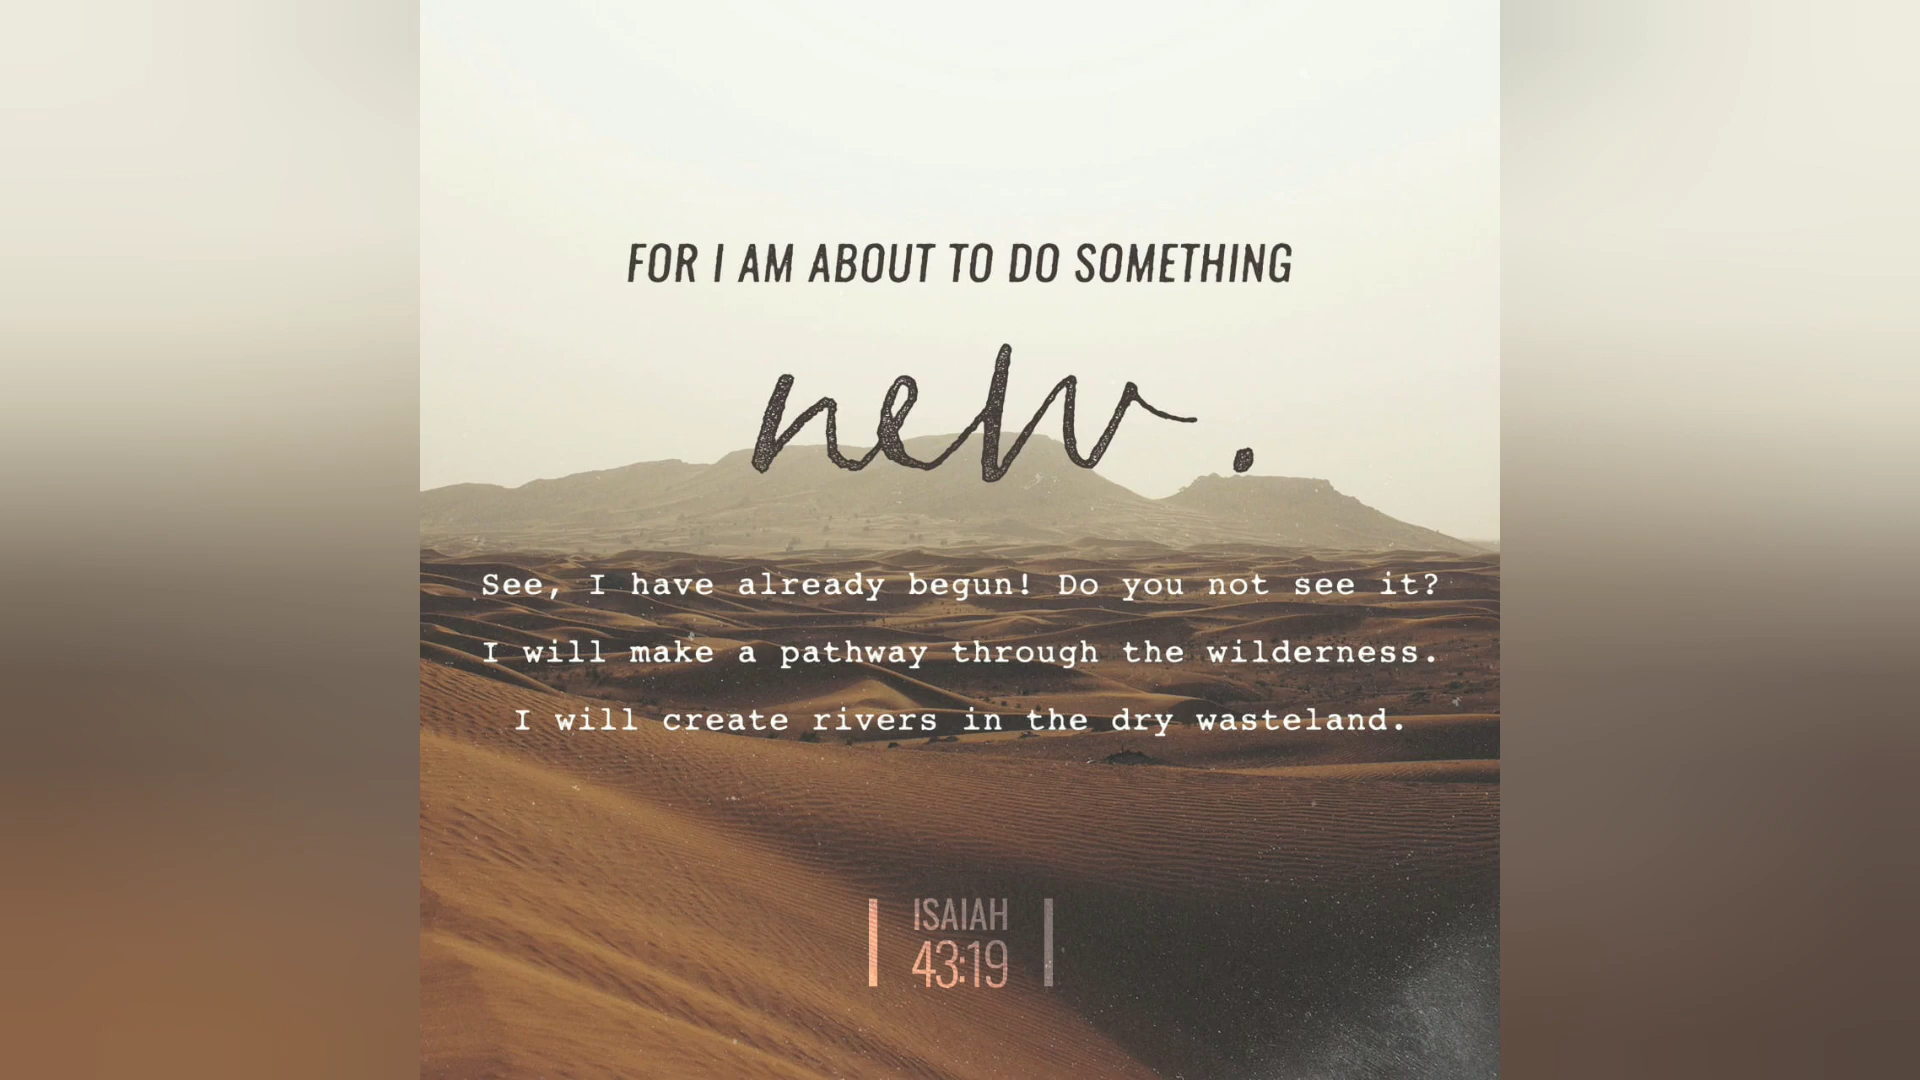 FOR I AM ABOUT TO DO SOMETHING
new.
See, I have already begun! Do you not see it?
I will make a pathway through the wilderness.
I will create rivers in the dry wasteland.
ISAIAH
43:19